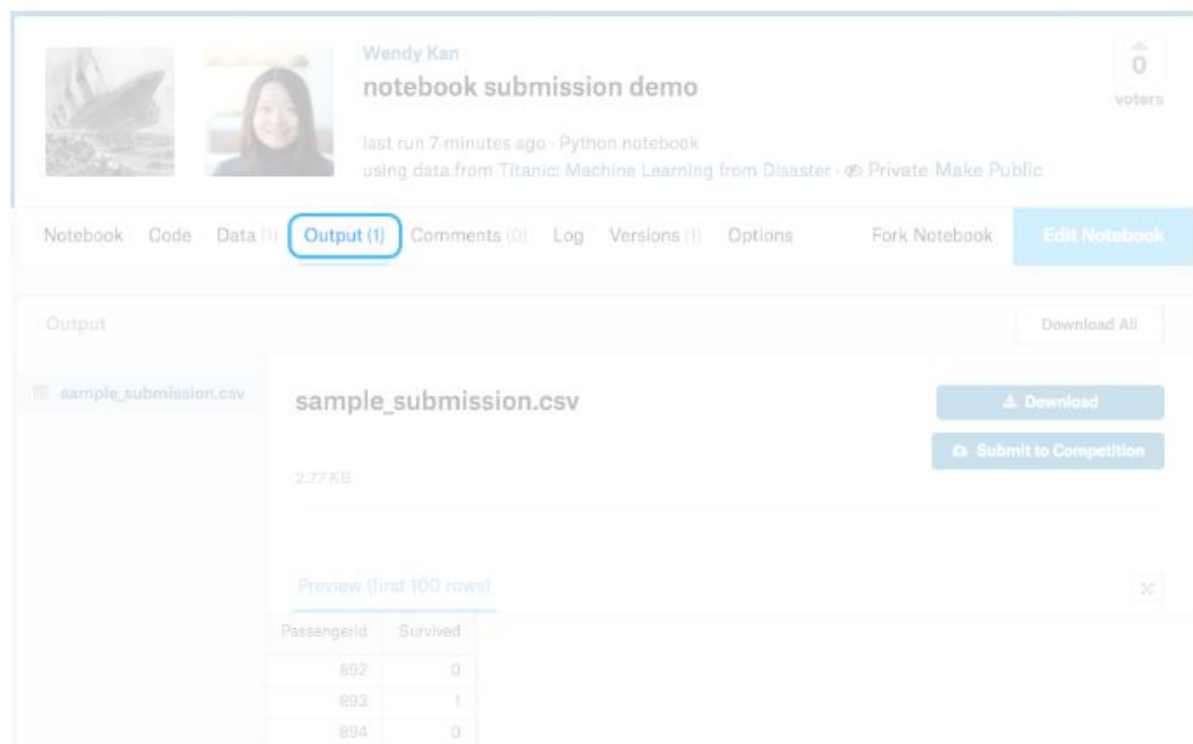 Wendy Kan
notebook submission demo
0
voters
last run 7 minutes ago · Python notebook
using data from Titanic: Machine Learning from Disaster · Private Make Public
Notebook Code Data (1) Output (1) Comments (0) Log Versions (1) Options Fork Notebook Edit Notebook
Output Download All
sample_submission.csv
sample_submission.csv
Download
Submit to Competition
2.77 KB
Preview (first 100 rows)
PassengerId Survived
892 0
893 1
894 0